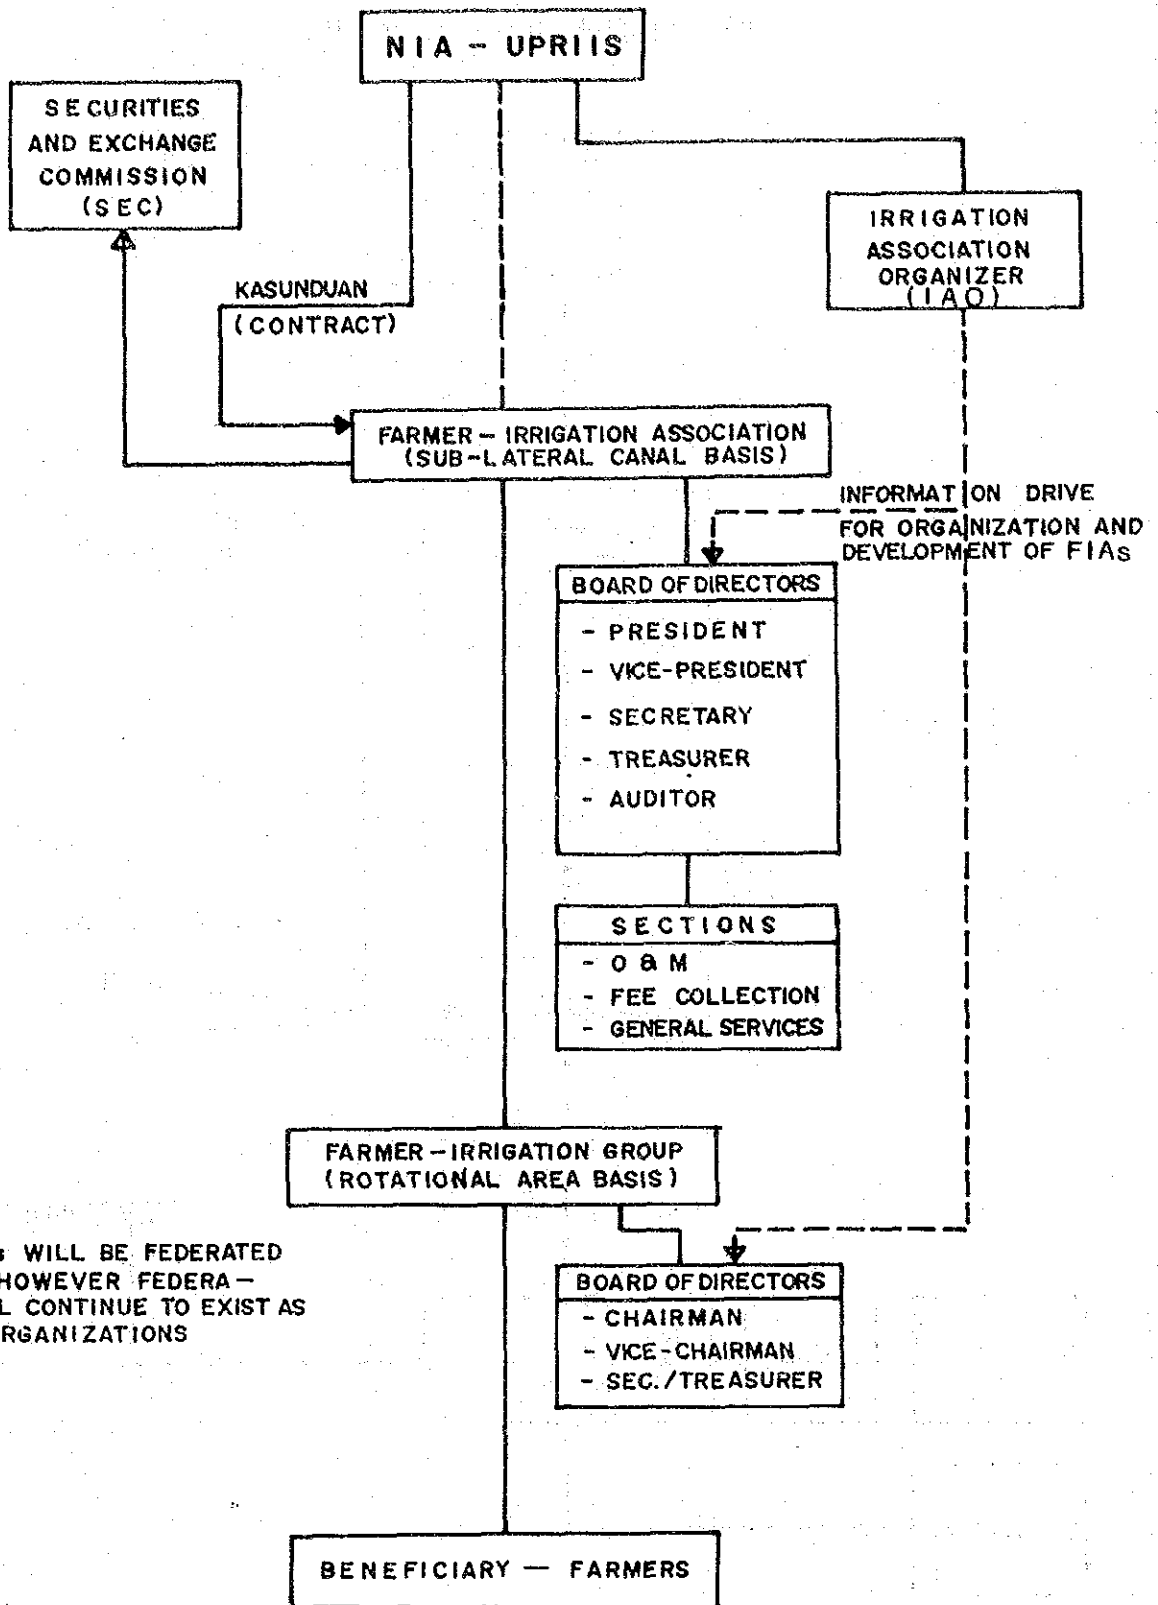 NIA - UPRIIS
SECURITIES
AND EXCHANGE
COMMISSION
(SEC)
IRRIGATION
ASSOCIATION
ORGANIZER
(IAO)
KASUNDUAN
(CONTRACT)
FARMER - IRRIGATION ASSOCIATION
(SUB-LATERAL CANAL BASIS)
INFORMATION DRIVE
FOR ORGANIZATION AND
DEVELOPMENT OF FIAs
BOARD OF DIRECTORS
- PRESIDENT
- VICE-PRESIDENT
- SECRETARY
- TREASURER
- AUDITOR
SECTIONS
- O & M
- FEE COLLECTION
- GENERAL SERVICES
FARMER - IRRIGATION GROUP
(ROTATIONAL AREA BASIS)
WILL BE FEDERATED
HOWEVER FEDERA-
CONTINUE TO EXIST AS
RGANIZATIONS
BOARD OF DIRECTORS
- CHAIRMAN
- VICE-CHAIRMAN
- SEC./TREASURER
BENEFICIARY - FARMERS